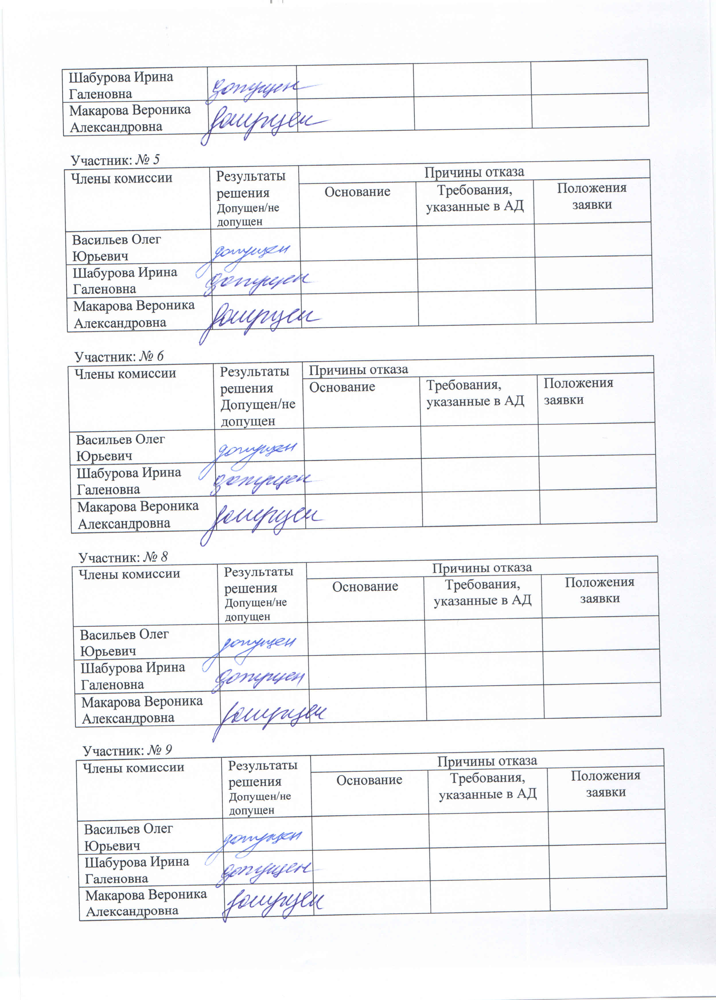 Шабурова Ирина
Галеновна
допущен
Макарова Вероника
Александровна
допущен
Участник: № 5
Члены комиссии
Результаты
решения
Допущен/не
допущен
Причины отказа
Основание
Требования,
указанные в АД
Положения
заявки
Васильев Олег
Юрьевич
допущен
Шабурова Ирина
Галеновна
допущен
Макарова Вероника
Александровна
допущен
Участник: № 6
Члены комиссии
Результаты
решения
Допущен/не
допущен
Причины отказа
Основание
Требования,
указанные в АД
Положения
заявки
Васильев Олег
Юрьевич
допущен
Шабурова Ирина
Галеновна
допущен
Макарова Вероника
Александровна
допущен
Участник: № 8
Члены комиссии
Результаты
решения
Допущен/не
допущен
Причины отказа
Основание
Требования,
указанные в АД
Положения
заявки
Васильев Олег
Юрьевич
допущен
Шабурова Ирина
Галеновна
допущен
Макарова Вероника
Александровна
допущен
Участник: № 9
Члены комиссии
Результаты
решения
Допущен/не
допущен
Причины отказа
Основание
Требования,
указанные в АД
Положения
заявки
Васильев Олег
Юрьевич
допущен
Шабурова Ирина
Галеновна
допущен
Макарова Вероника
Александровна
допущен